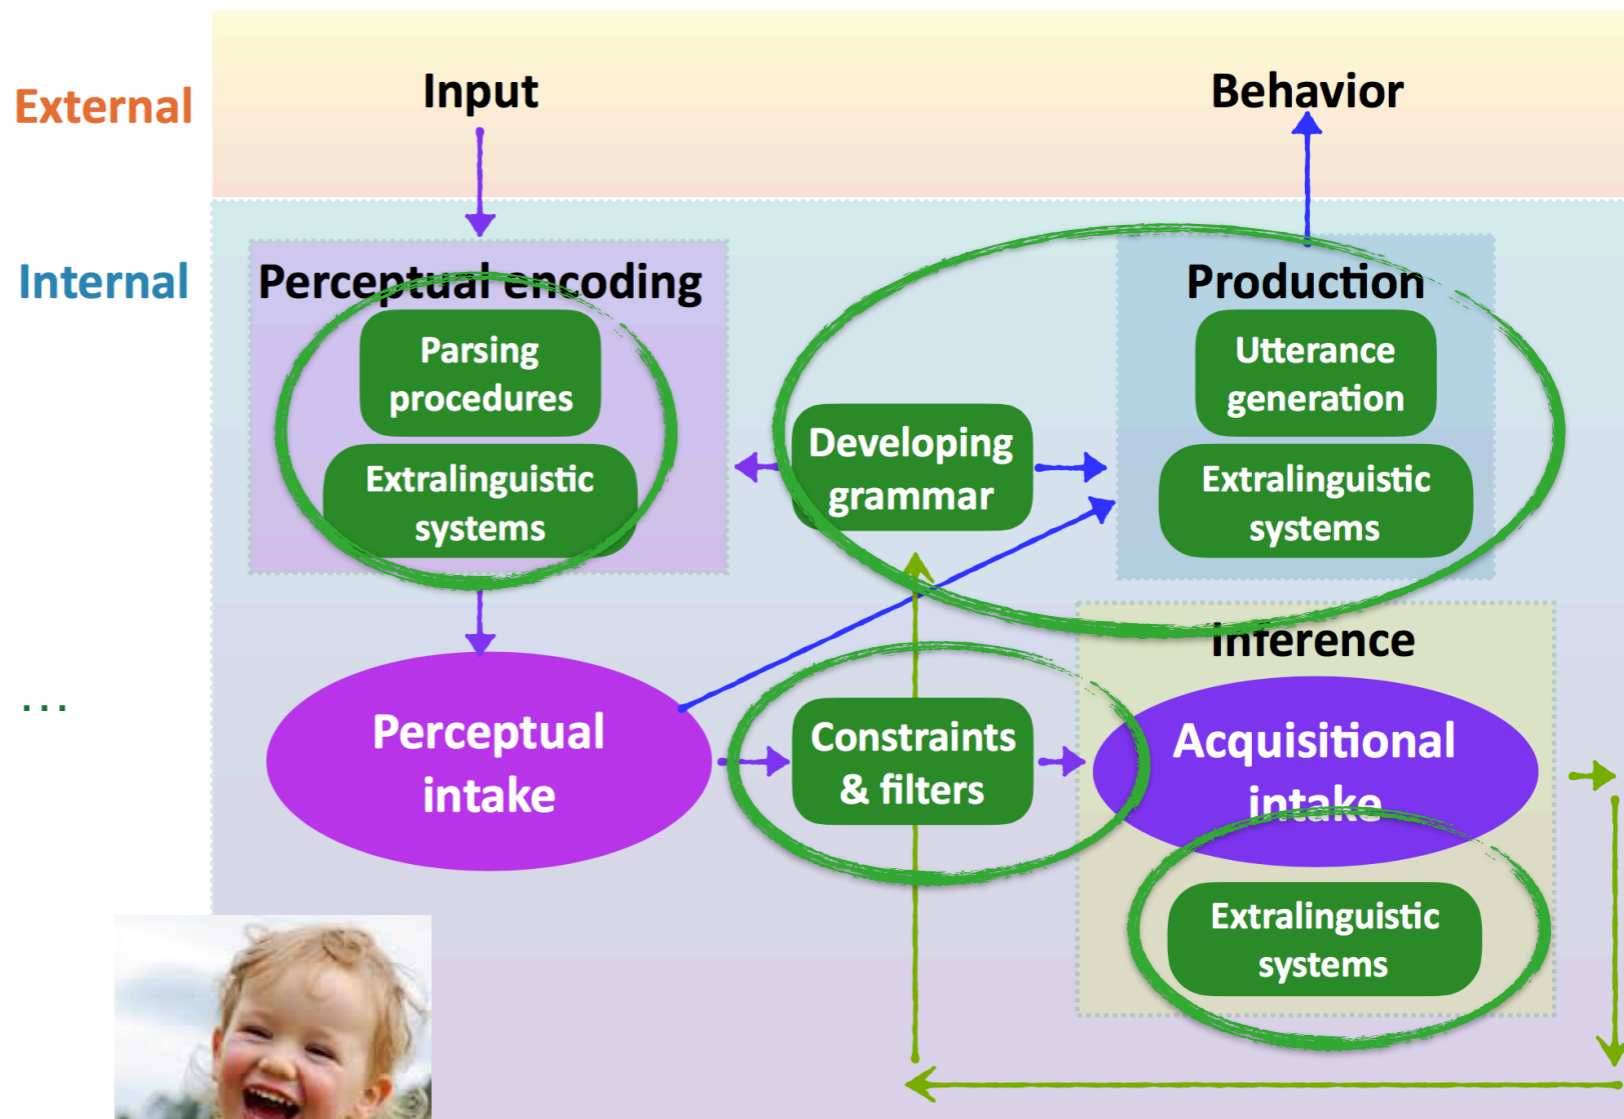 External
Input
Behavior
Internal
Perceptual encoding
Parsing
procedures
Extralinguistic
systems
Developing
grammar
Production
Utterance
generation
Extralinguistic
systems
...
Perceptual
intake
Constraints
& filters
inference
Acquisitional
intake
Extralinguistic
systems